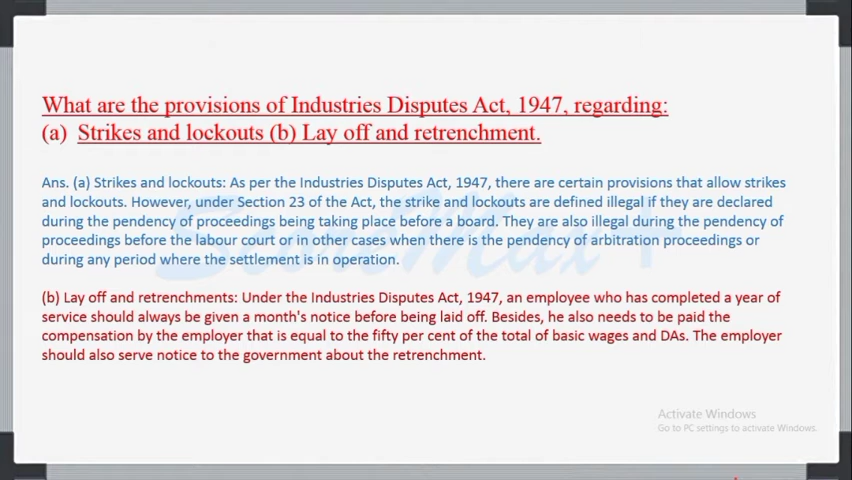 What are the provisions of Industries Disputes Act, 1947, regarding:
(a) Strikes and lockouts (b) Lay off and retrenchment.
Ans. (a) Strikes and lockouts: As per the Industries Disputes Act, 1947, there are certain provisions that allow strikes
and lockouts. However, under Section 23 of the Act, the strike and lockouts are defined illegal if they are declared
during the pendency of proceedings being taking place before a board. They are also illegal during the pendency of
proceedings before the labour court or in other cases when there is the pendency of arbitration proceedings or
during any period where the settlement is in operation.
(b) Lay off and retrenchments: Under the Industries Disputes Act, 1947, an employee who has completed a year of
service should always be given a month's notice before being laid off. Besides, he also needs to be paid the
compensation by the employer that is equal to the fifty per cent of the total of basic wages and DAs. The employer
should also serve notice to the government about the retrenchment.
Activate Windows
Go to PC settings to activate Windows.